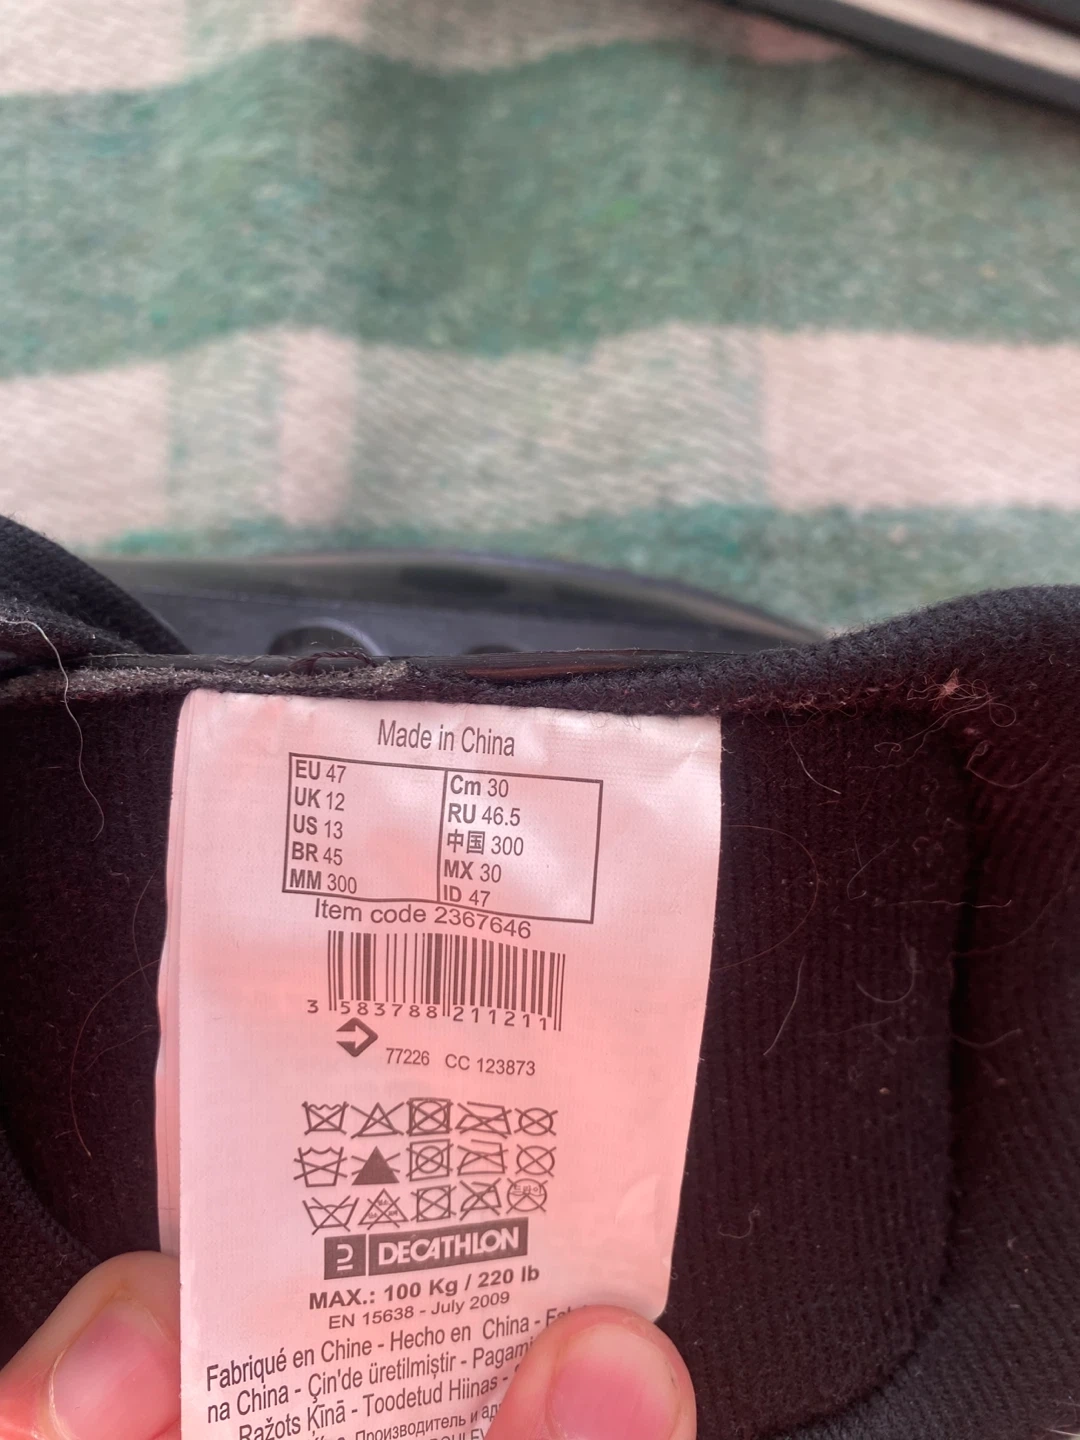 Made in China
EU 47
UK 12
US 13
BR 45
MM 300
Cm 30
RU 46.5
中国 300
MX 30
ID 47
Item code 2367646
3 583788 211211
77226 CC 123873
DECATHLON
MAX.: 100 Kg / 220 lb
EN 15638 - July 2009
Fabriqué en Chine - Hecho en China -
na China - Çin'de üretilmiştir -
Ražots Ķīnā - Toodetud Hiinas -
Производитель и